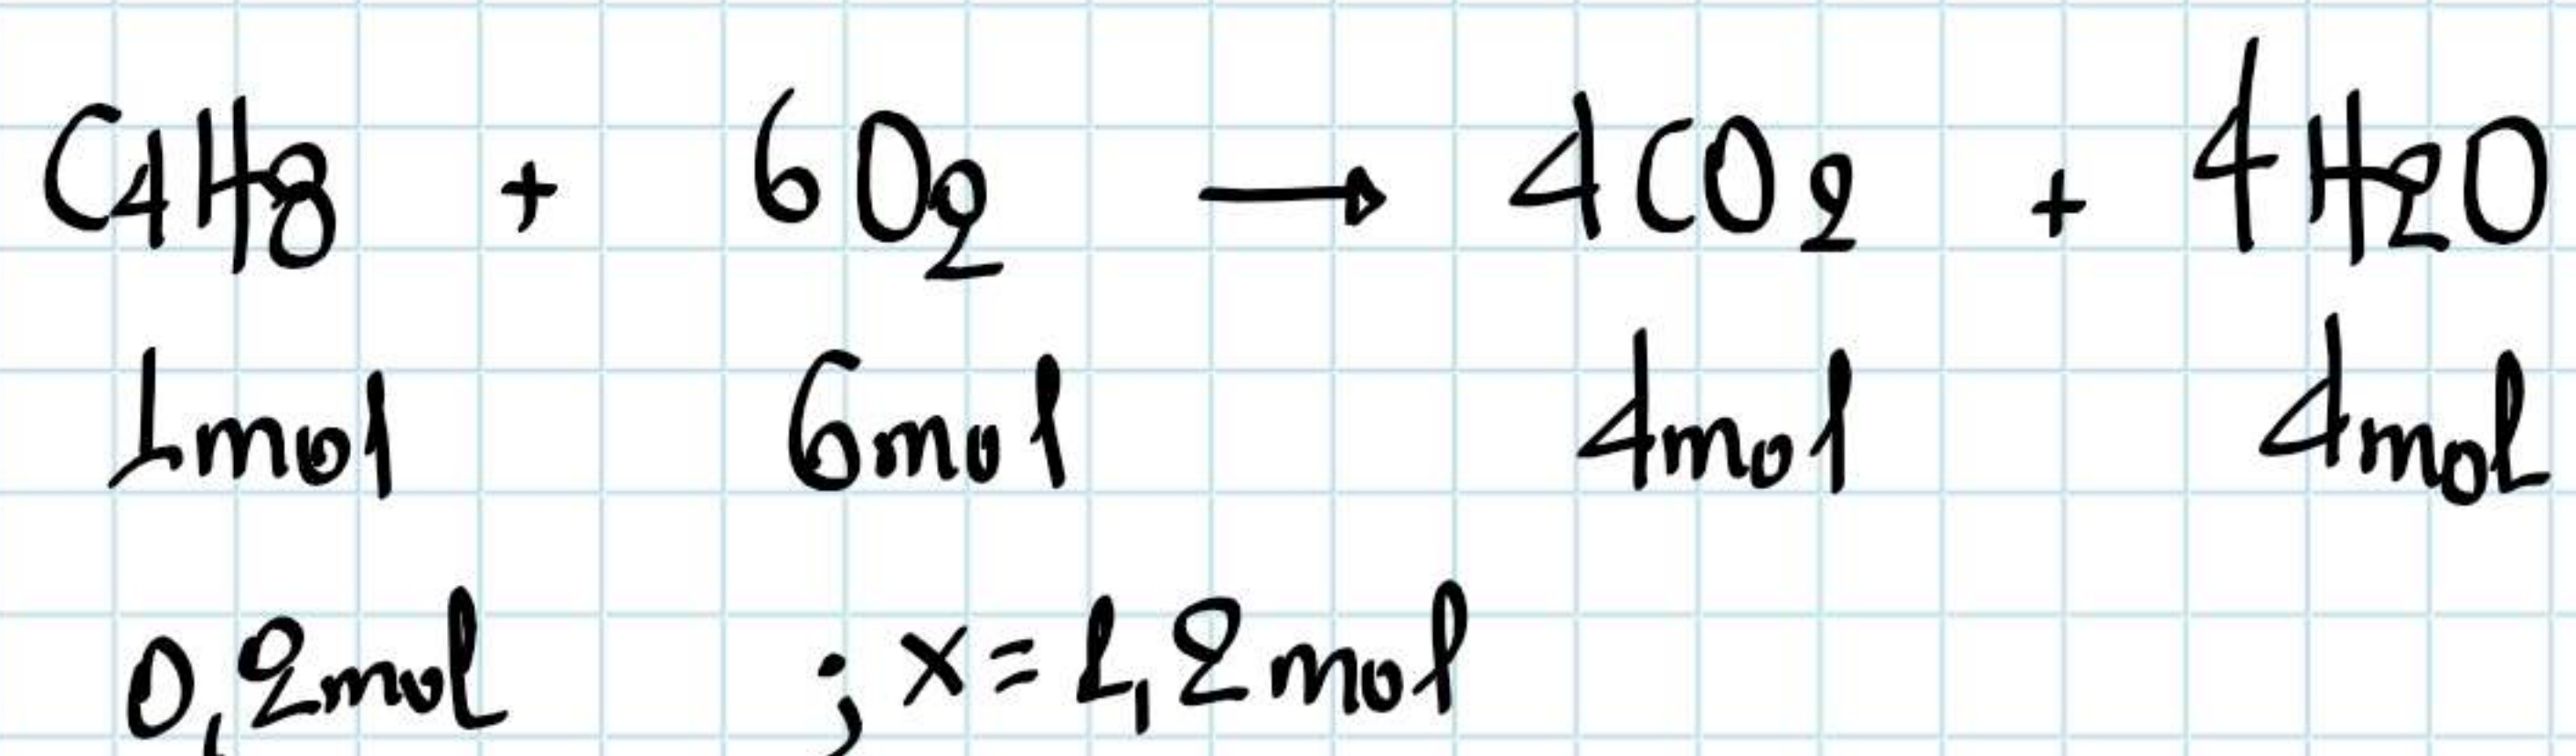 C4H8 + 6O2 → 4CO2 + 4H2O
1mol 6mol 4mol 4mol
0,2mol ; x=1,2mol